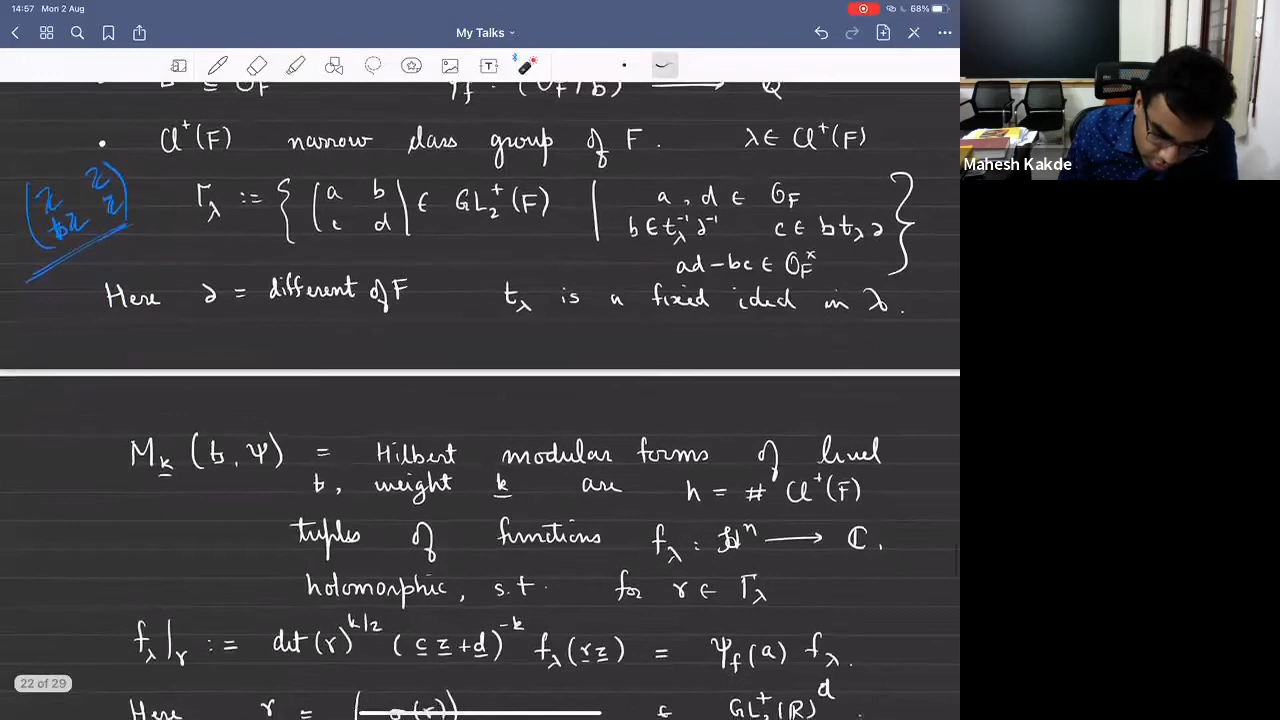 14:57 Mon 2 Aug
68%
My Talks
• Cl⁺(F) narrow class group of F. λ ∈ Cl⁺(F)
Γ_λ := { ( a b c d ) ∈ GL₂⁺(F) | a, d ∈ O_F
b ∈ t_λ⁻¹ 𝔡⁻¹ c ∈ 𝔟 t_λ 𝔡
ad − bc ∈ O_F^× }
Here 𝔡 = different of F t_λ is a fixed ideal in λ.
M_k (𝔟, Ψ) = Hilbert modular forms of level
𝔟, weight k are h = # Cl⁺(F)
tuples of functions f_λ : ℍⁿ ⟶ ℂ.
holomorphic, s.t. for r ∈ Γ_λ
f_λ|_r := det(r)^{k/2} (c z + d)^{-k} f_λ(r z) = Ψ_f(a) f_λ.
Here r = (σ(r)) ∈ GL₂⁺(ℝ)^d
22 of 29
Mahesh Kakde